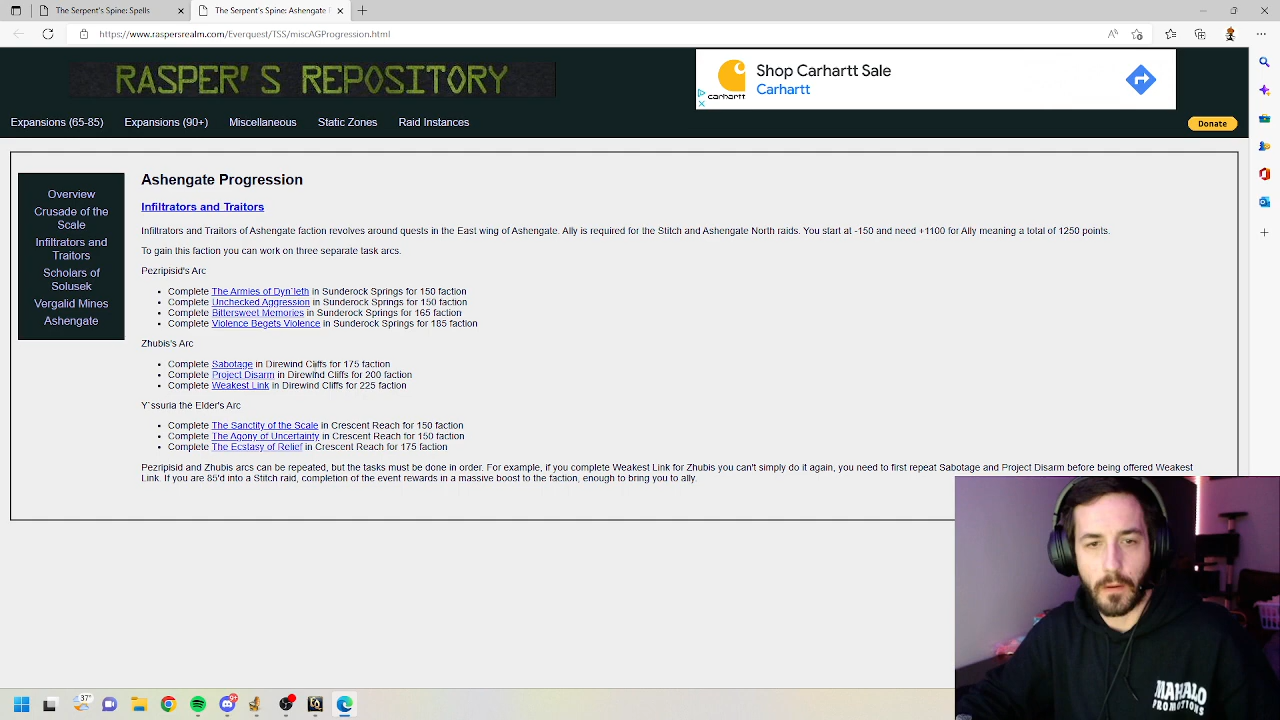 The Serpent's Spine: Spells
The Serpent's Spine: Ashengate P
https://www.raspersrealm.com/Everquest/TSS/miscAGProgression.html
RASPER'S REPOSITORY
Shop Carhartt Sale
Carhartt
carhartt
Expansions (65-85)
Expansions (90+)
Miscellaneous
Static Zones
Raid Instances
Donate
Overview
Crusade of the
Scale
Infiltrators and
Traitors
Scholars of
Solusek
Vergalid Mines
Ashengate
Ashengate Progression
Infiltrators and Traitors
Infiltrators and Traitors of Ashengate faction revolves around quests in the East wing of Ashengate. Ally is required for the Stitch and Ashengate North raids. You start at -150 and need +1100 for Ally meaning a total of 1250 points.
To gain this faction you can work on three separate task arcs.
Pezripisid's Arc
• Complete The Armies of Dyn`leth in Sunderock Springs for 150 faction
• Complete Unchecked Aggression in Sunderock Springs for 150 faction
• Complete Bittersweet Memories in Sunderock Springs for 165 faction
• Complete Violence Begets Violence in Sunderock Springs for 185 faction
Zhubis's Arc
• Complete Sabotage in Direwind Cliffs for 175 faction
• Complete Project Disarm in Direwind Cliffs for 200 faction
• Complete Weakest Link in Direwind Cliffs for 225 faction
Y`ssuria the Elder's Arc
• Complete The Sanctity of the Scale in Crescent Reach for 150 faction
• Complete The Agony of Uncertainty in Crescent Reach for 150 faction
• Complete The Ecstasy of Relief in Crescent Reach for 175 faction
Pezripisid and Zhubis arcs can be repeated, but the tasks must be done in order. For example, if you complete Weakest Link for Zhubis you can't simply do it again, you need to first repeat Sabotage and Project Disarm before being offered Weakest
Link. If you are 85'd into a Stitch raid, completion of the event rewards in a massive boost to the faction, enough to bring you to ally.
MAHALO
PROMOTIONS
37°
9+